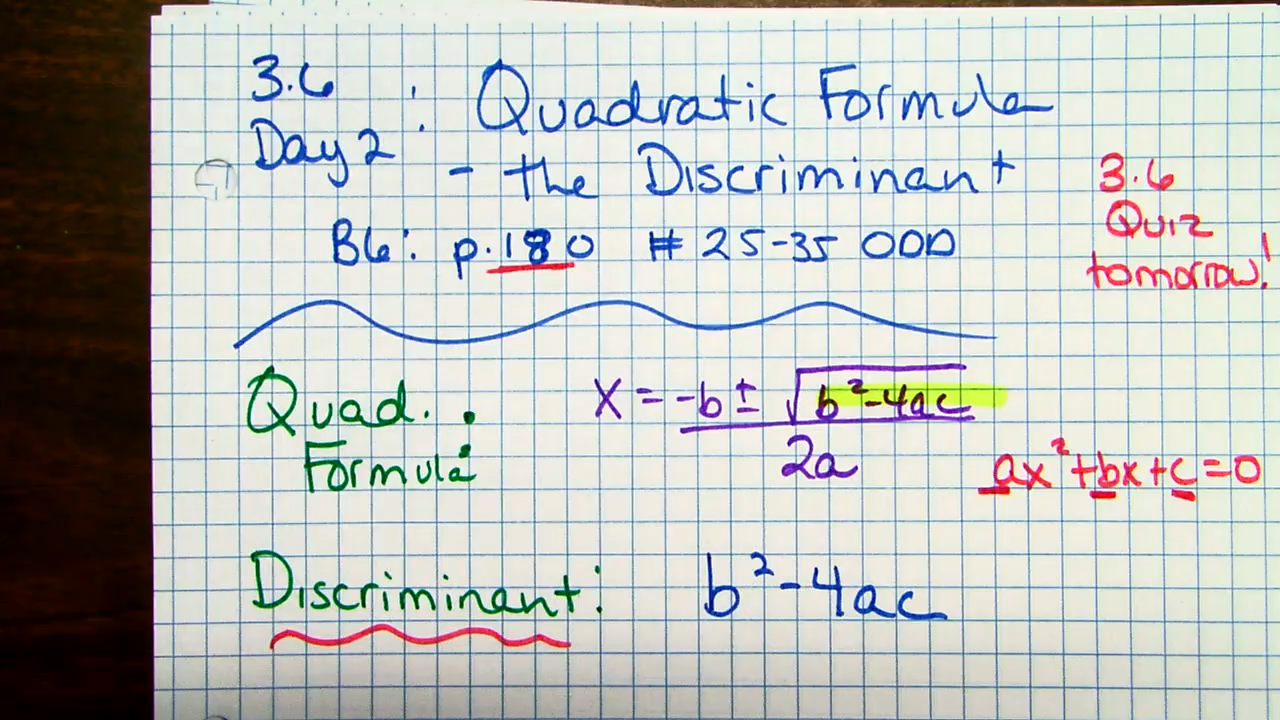 3.6
Day 2 : Quadratic Formula
- the Discriminant
B6: p.180 # 25-35 ODD
3.6
Quiz
tomorrow!
Quad. :
Formula
x = -b ± √b²-4ac
2a
ax²+bx+c=0
Discriminant: b²-4ac